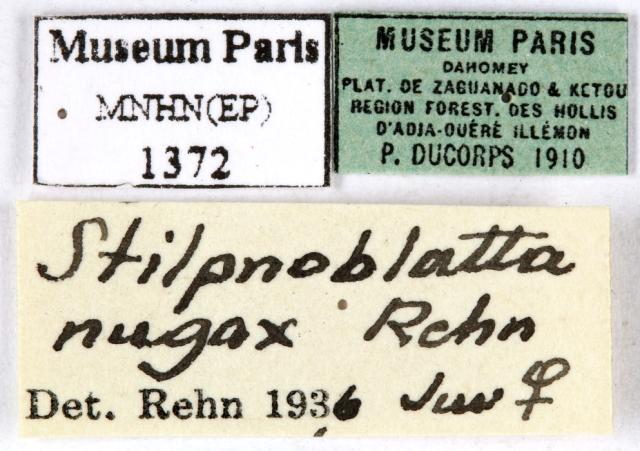 Museum Paris
MNHN(EP)
1372
MUSEUM PARIS
DAHOMEY
PLAT. DE ZAGUANADO & KETOU
REGION FOREST. DES HOLLIS
D'ADJA-OUÉRÉ ILLÉMON
P. DUCORPS 1910
Stilpnoblatta
nugax Rehn
Det. Rehn 1936 Juv ♀